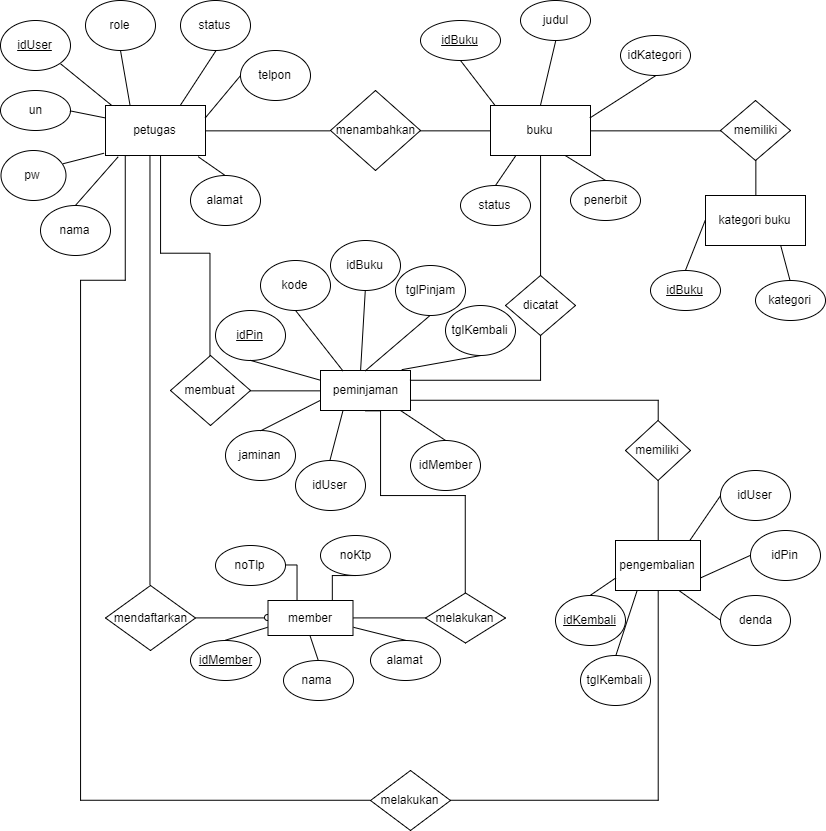 role
status
judul
idUser
idBuku
idKategori
telpon
un
petugas
menambahkan
buku
memiliki
pw
alamat
status
penerbit
nama
kategori buku
idBuku
kategori
idBuku
kode
tglPinjam
dicatat
idPin
tglKembali
membuat
peminjaman
jaminan
idUser
idMember
memiliki
idUser
noTlp
noKtp
pengembalian
idPin
mendaftarkan
member
melakukan
idKembali
denda
idMember
nama
alamat
tglKembali
melakukan